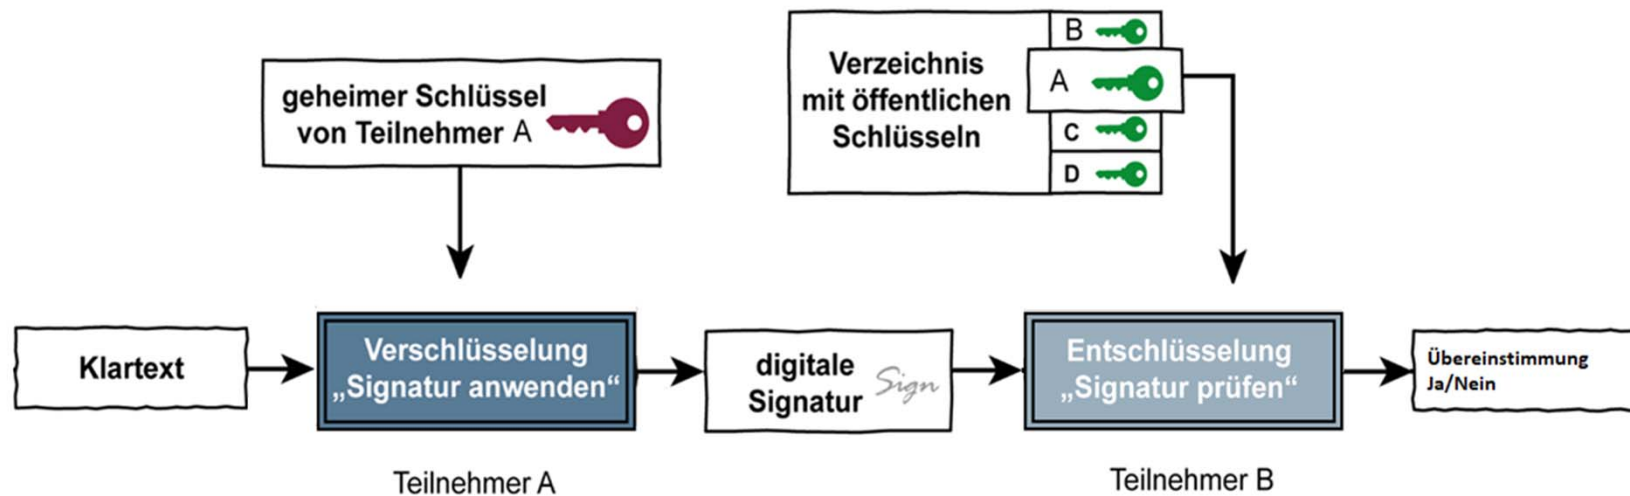 geheimer Schlüssel
von Teilnehmer A
Verzeichnis
mit öffentlichen
Schlüsseln
B
A
C
D
Klartext
Verschlüsselung
„Signatur anwenden“
digitale
Signatur
Sign
Entschlüsselung
„Signatur prüfen“
Übereinstimmung
Ja/Nein
Teilnehmer A
Teilnehmer B